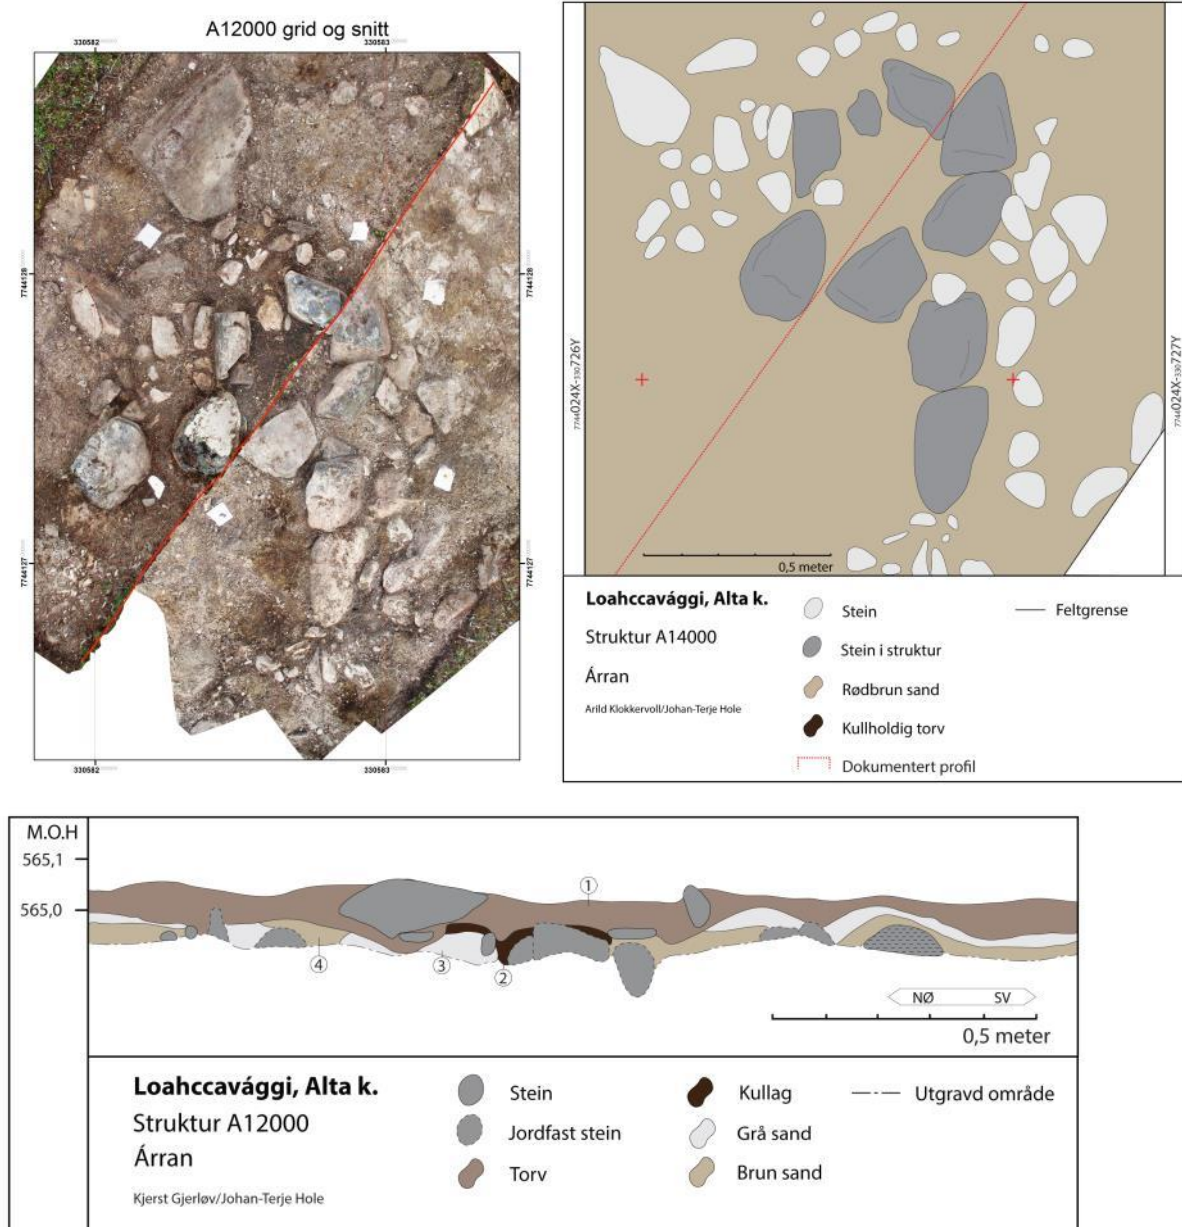 A12000 grid og snitt
330582
330583
7744128
7744128
7744127
7744127
330582
330583
7744024X-330726Y
7744024X-330727Y
0,5 meter
Loahccavággi, Alta k.
Struktur A14000
Árran
Arild Klokkervoll/Johan-Terje Hole
Stein
Stein i struktur
Rødbrun sand
Kullholdig torv
Dokumentert profil
Feltgrense
M.O.H
565,1
565,0
1
4
3
2
NØ SV
0,5 meter
Loahccavággi, Alta k.
Struktur A12000
Árran
Kjerst Gjerløv/Johan-Terje Hole
Stein
Jordfast stein
Torv
Kullag
Grå sand
Brun sand
Utgravd område